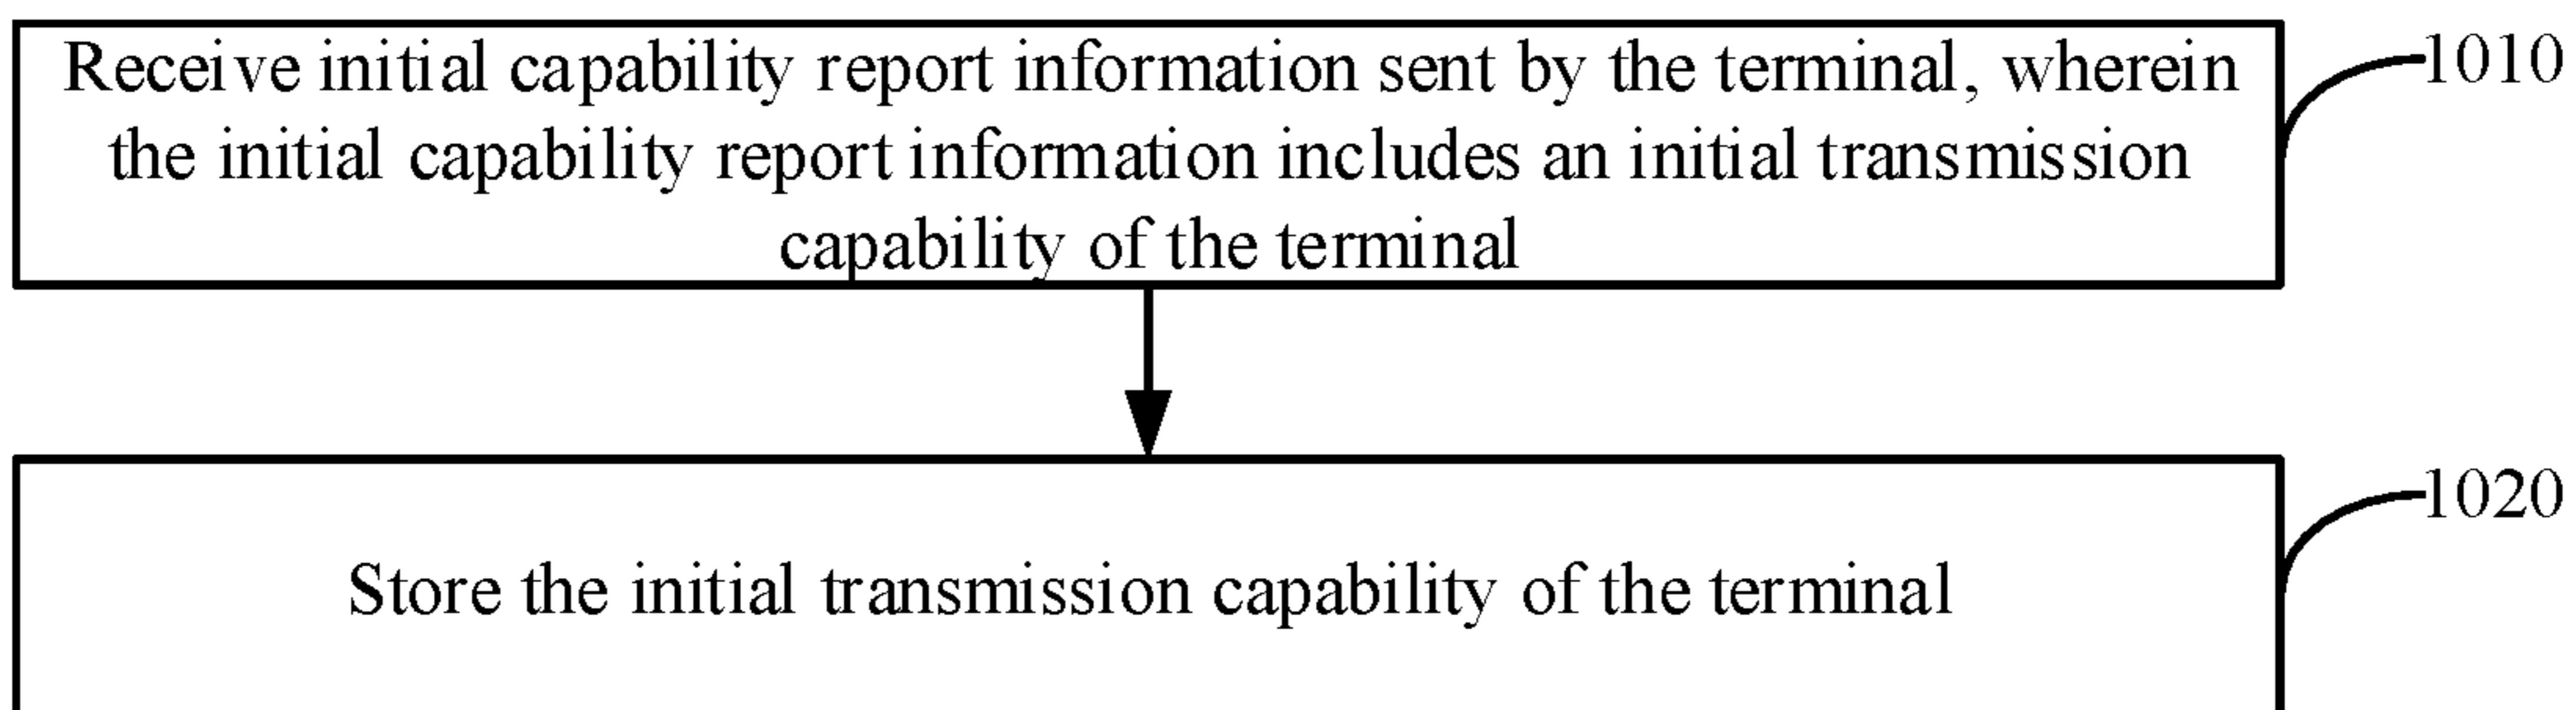 Receive initial capability report information sent by the terminal, wherein
the initial capability report information includes an initial transmission
capability of the terminal
1010
Store the initial transmission capability of the terminal
1020